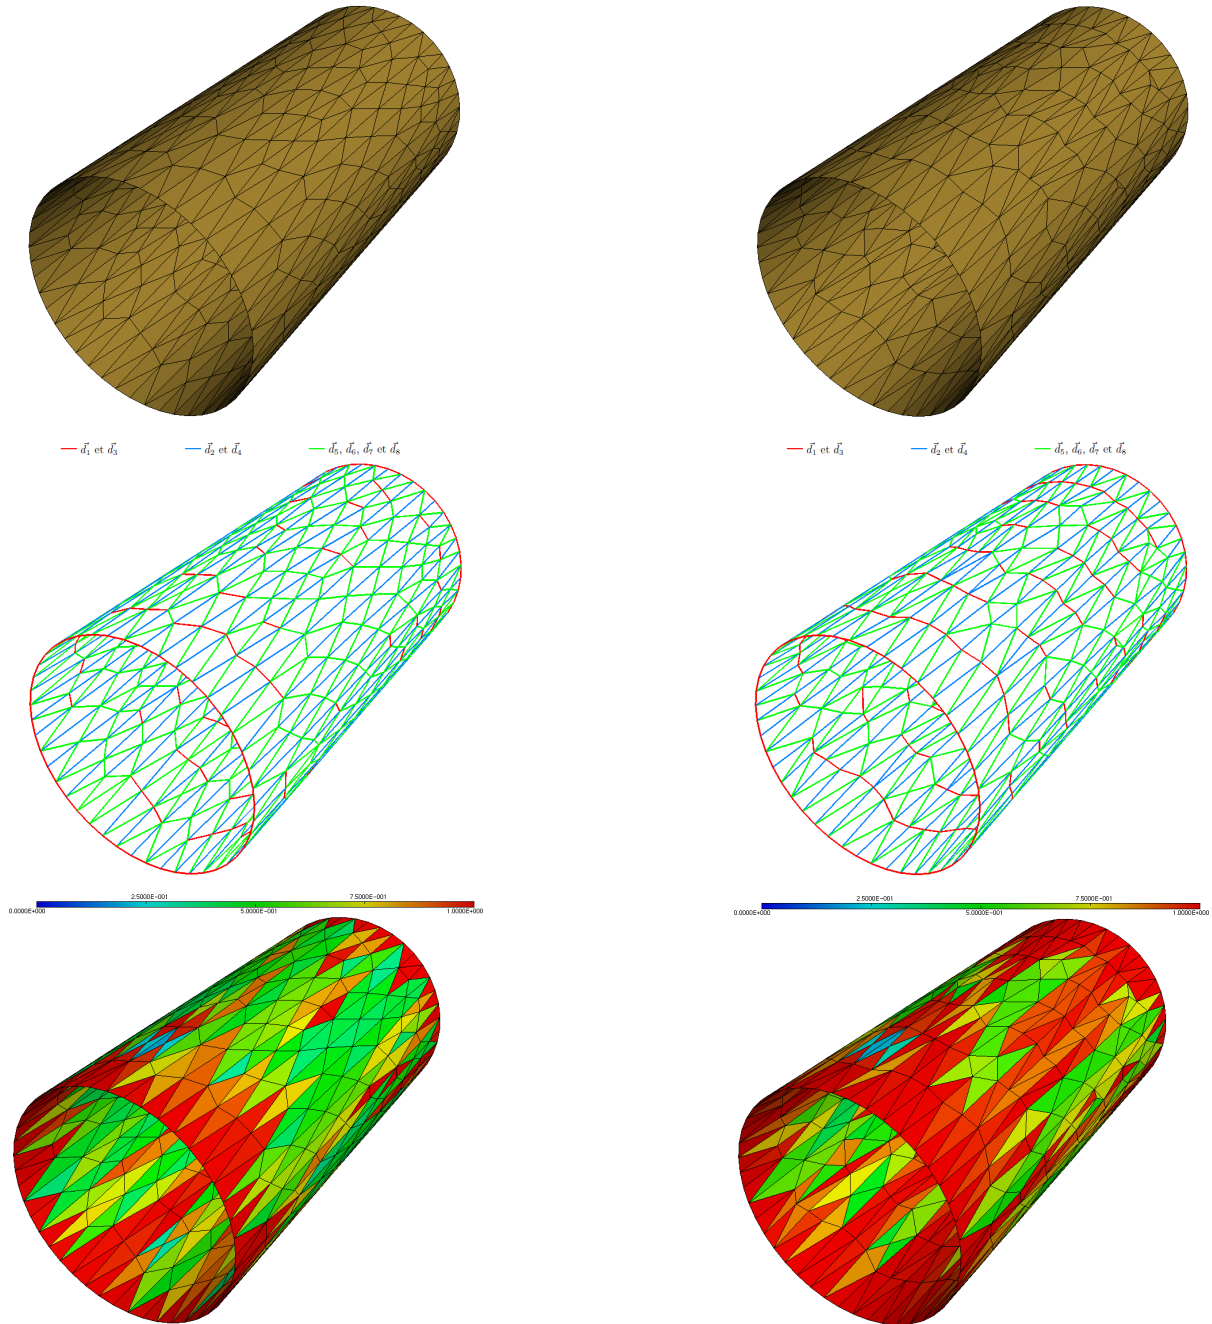 d⃗₁ et d⃗₃ d⃗₂ et d⃗₄ d⃗₅, d⃗₆, d⃗₇ et d⃗₈
d⃗₁ et d⃗₃ d⃗₂ et d⃗₄ d⃗₅, d⃗₆, d⃗₇ et d⃗₈
2.5000E-001 7.5000E-001
0.0000E+000 5.0000E-001 1.0000E+000
2.5000E-001 7.5000E-001
0.0000E+000 5.0000E-001 1.0000E+000